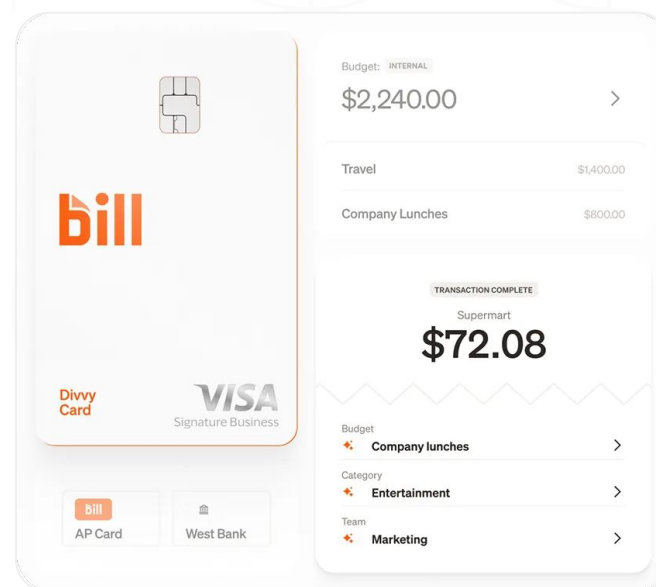 bill
Divvy
Card
VISA
Signature Business
bill
AP Card
West Bank
Budget: INTERNAL
$2,240.00
Travel
$1,400.00
Company Lunches
$800.00
TRANSACTION COMPLETE
Supermart
$72.08
Budget
Company lunches
Category
Entertainment
Team
Marketing